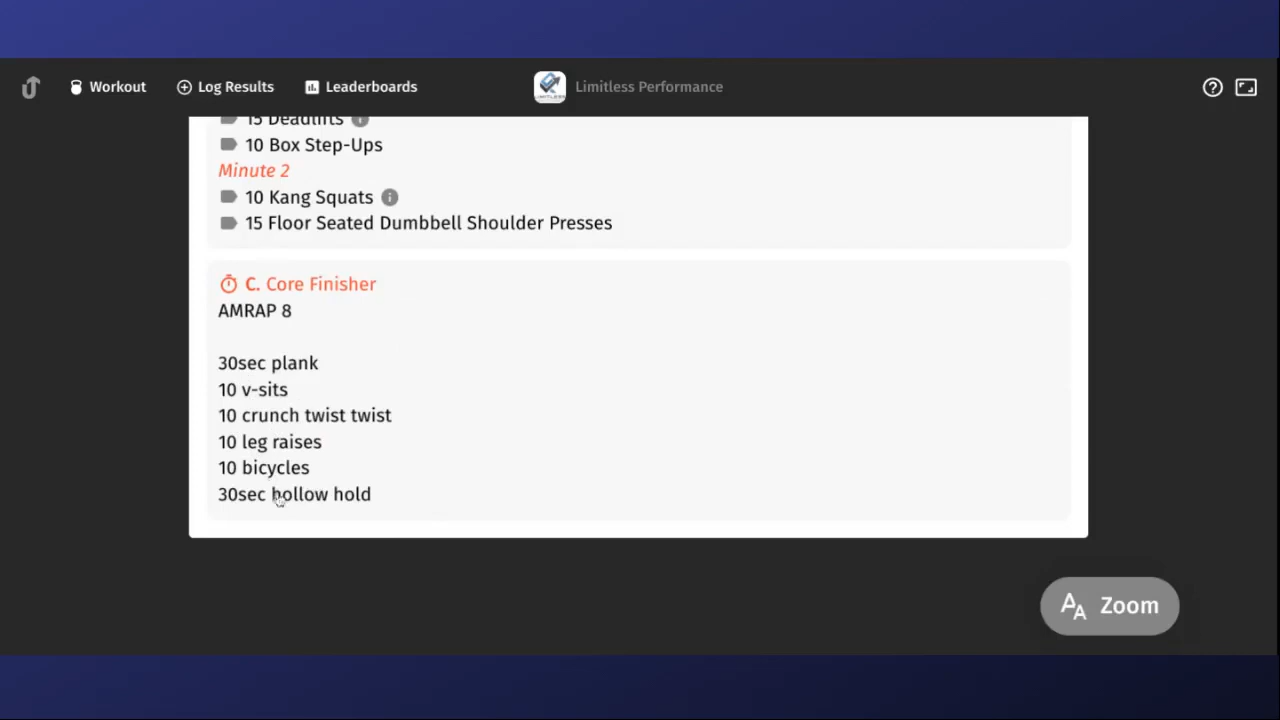 Workout
Log Results
Leaderboards
LIMITLESS
Limitless Performance
15 Deadlifts
10 Box Step-Ups
Minute 2
10 Kang Squats
15 Floor Seated Dumbbell Shoulder Presses
C. Core Finisher
AMRAP 8
30sec plank
10 v-sits
10 crunch twist twist
10 leg raises
10 bicycles
30sec hollow hold
AA Zoom